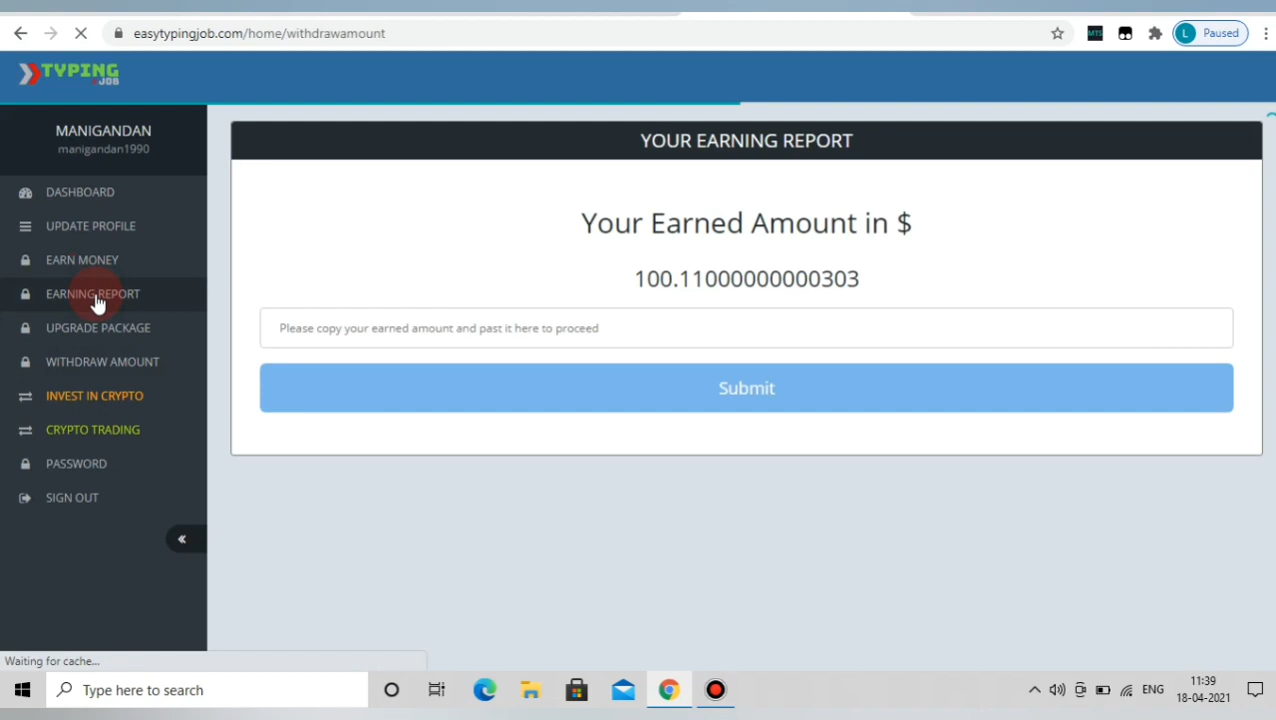 easytypingjob.com/home/withdrawamount
MTS
L
Paused
TYPING
JOB
MANIGANDAN
manigandan1990
DASHBOARD
UPDATE PROFILE
EARN MONEY
EARNING REPORT
UPGRADE PACKAGE
WITHDRAW AMOUNT
INVEST IN CRYPTO
CRYPTO TRADING
PASSWORD
SIGN OUT
YOUR EARNING REPORT
Your Earned Amount in $
100.11000000000303
Please copy your earned amount and past it here to proceed
Submit
Waiting for cache...
Type here to search
ENG
11:39
18-04-2021